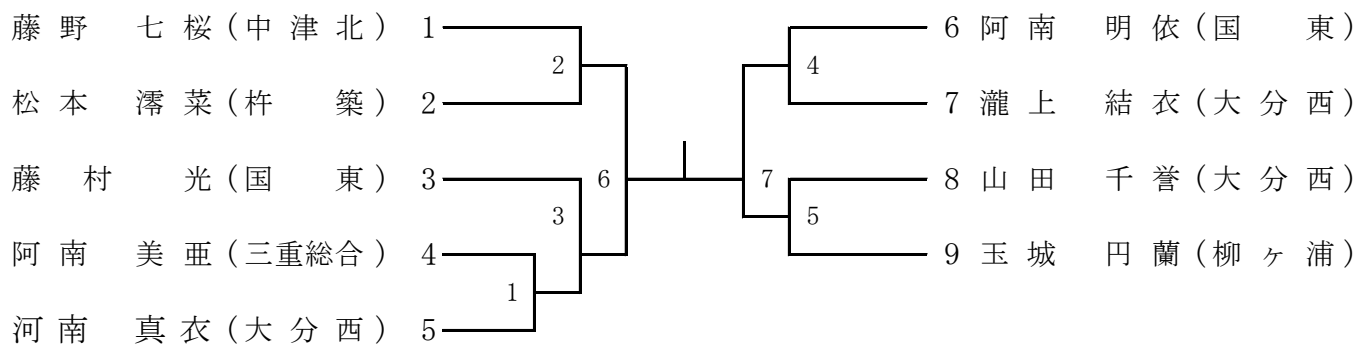 藤野 七桜(中津北) 1
6 阿南 明依(国 東)
2
4
松本 澪菜(杵 築) 2
7 瀧上 結衣(大分西)
藤村 光(国 東) 3
6
7
8 山田 千誉(大分西)
3
5
阿南 美亜(三重総合) 4
9 玉城 円蘭(柳ヶ浦)
1
河南 真衣(大分西) 5